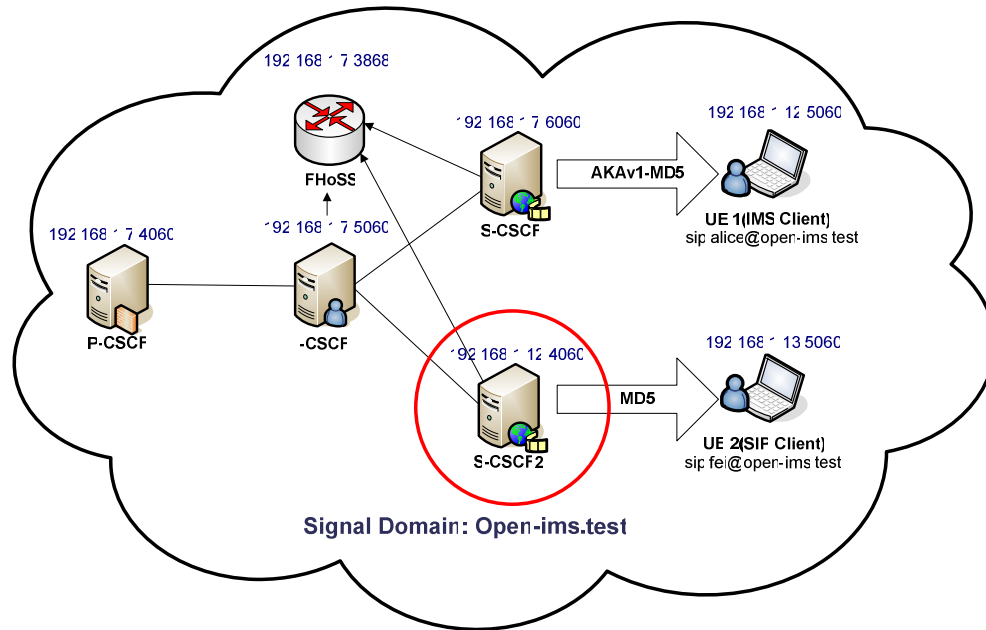 192 168 1 7 3868
FHoSS
192 168 1 7 6060
S-CSCF
AKAv1-MD5
192 168 1 12 5060
UE 1(IMS Client)
sip alice@open-ims test
192 168 1 7 4060
P-CSCF
192 168 1 7 5060
-CSCF
192 168 1 12 4060
S-CSCF2
MD5
192 168 1 13 5060
UE 2(SIP Client)
sip fei@open-ims test
Signal Domain: Open-ims.test